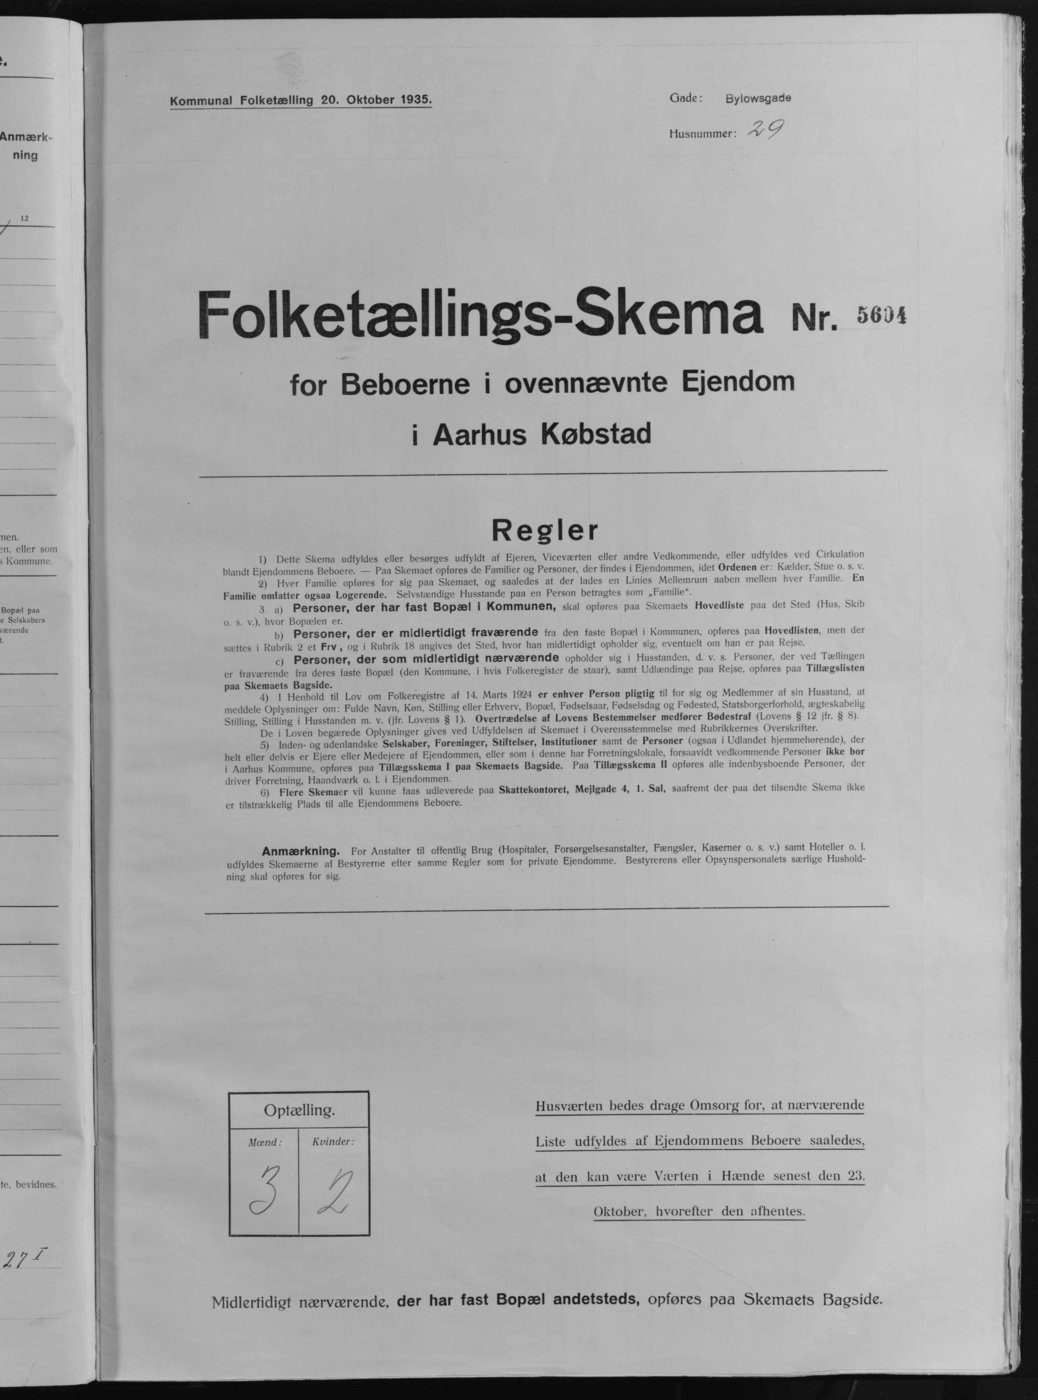 e.
Anmærk-
ning
12
men.
en, eller som
s Kommune.
Bopæl paa
e Selskabers
værende
t.
te, bevidnes.
27 I
Kommunal Folketælling 20. Oktober 1935.
Gade: Bylowsgade
Husnummer: 29
Folketællings-Skema Nr. 5604
for Beboerne i ovennævnte Ejendom
i Aarhus Købstad
Regler
1) Dette Skema udfyldes eller besørges udfyldt af Ejeren, Viceværten eller andre Vedkommende, eller udfyldes ved Cirkulation
blandt Ejendommens Beboere. — Paa Skemaet opføres de Familier og Personer, der findes i Ejendommen, idet Ordenen er: Kælder, Stue o. s. v.
2) Hver Familie opføres for sig paa Skemaet, og saaledes at der lades en Linies Mellemrum aaben mellem hver Familie. En
Familie omfatter ogsaa Logerende. Selvstændige Husstande paa en Person betragtes som „Familie".
3 a) Personer, der har fast Bopæl i Kommunen, skal opføres paa Skemaets Hovedliste paa det Sted (Hus, Skib
o. s. v.), hvor Bopælen er.
b) Personer, der er midlertidigt fraværende fra den faste Bopæl i Kommunen, opføres paa Hovedlisten, men der
sættes i Rubrik 2 et Frv, og i Rubrik 18 angives det Sted, hvor han midlertidigt opholder sig, eventuelt om han er paa Rejse.
c) Personer, der som midlertidigt nærværende opholder sig i Husstanden, d. v. s. Personer, der ved Tællingen
er fraværende fra deres faste Bopæl (den Kommune, i hvis Folkeregister de staar), samt Udlændinge paa Rejse, opføres paa Tillægslisten
paa Skemaets Bagside.
4) I Henhold til Lov om Folkeregistre af 14. Marts 1924 er enhver Person pligtig til for sig og Medlemmer af sin Husstand, at
meddele Oplysninger om: Fulde Navn, Køn, Stilling eller Erhverv, Bopæl, Fødselsaar, Fødselsdag og Fødested, Statsborgerforhold, ægteskabelig
Stilling, Stilling i Husstanden m. v. (jfr. Lovens § 1). Overtrædelse af Lovens Bestemmelser medfører Bødestraf (Lovens § 12 jfr. § 8).
De i Loven begærede Oplysninger gives ved Udfyldelsen af Skemaet i Overensstemmelse med Rubrikkernes Overskrifter.
5) Inden- og udenlandske Selskaber, Foreninger, Stiftelser, Institutioner samt de Personer (ogsaa i Udlandet hjemmehørende), der
helt eller delvis er Ejere eller Medejere af Ejendommen, eller som i denne har Forretningslokale, forsaavidt vedkommende Personer ikke bor
i Aarhus Kommune, opføres paa Tillægsskema I paa Skemaets Bagside. Paa Tillægsskema II opføres alle indenbysboende Personer, der
driver Forretning, Haandværk o. l. i Ejendommen.
6) Flere Skemaer vil kunne faas udleverede paa Skattekontoret, Mejlgade 4, 1. Sal, saafremt der paa det tilsendte Skema ikke
er tilstrækkelig Plads til alle Ejendommens Beboere.
Anmærkning. For Anstalter til offentlig Brug (Hospitaler, Forsørgelsesanstalter, Fængsler, Kaserner o. s. v.) samt Hoteller o. l.
udfyldes Skemaerne af Bestyrerne efter samme Regler som for private Ejendomme. Bestyrerens eller Opsynspersonalets særlige Hushold-
ning skal opføres for sig.
Optælling.
Mænd: Kvinder:
3 2
Husværten bedes drage Omsorg for, at nærværende
Liste udfyldes af Ejendommens Beboere saaledes,
at den kan være Værten i Hænde senest den 23.
Oktober, hvorefter den afhentes.
Midlertidigt nærværende, der har fast Bopæl andetsteds, opføres paa Skemaets Bagside.